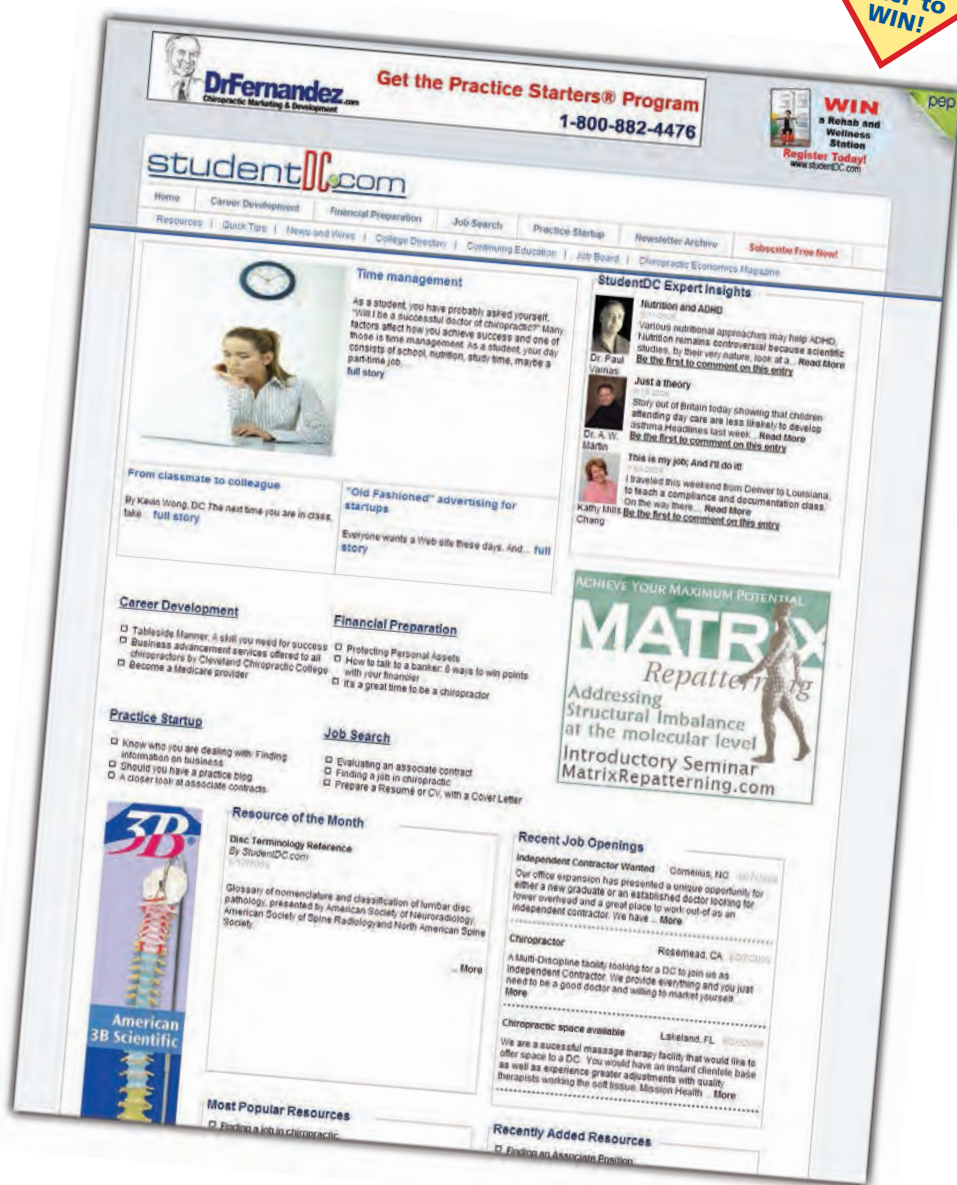 to
WIN!
DrFernandez.com
Chiropractic Marketing & Development
Get the Practice Starters® Program
1-800-882-4476
WIN
a Rehab and
Wellness
Station
Register Today!
www.studentDC.com
pep
studentDC.com
Home Career Development Financial Preparation Job Search Practice Startup Newsletter Archive Subscribe Free Now!
Resources | Quick Tips | News and Wires | College Directory | Continuing Education | Job Board | Chiropractic Economics Magazine
Time management
As a student, you have probably asked yourself,
"Will I be a successful doctor of chiropractic?" Many
factors affect how you achieve success and one of
those is time management. As a student, your day
consists of school, nutrition, study time, maybe a
part-time job, ...
full story
From classmate to colleague
By Kevin Wong, DC The next time you are in class,
take... full story
"Old Fashioned" advertising for
startups
Everyone wants a Web site these days. And... full
story
StudentDC Expert Insights
Nutrition and ADHD
Various nutritional approaches may help ADHD,
Nutrition remains controversial because scientific
studies, by their very nature, look at a... Read More
Be the first to comment on this entry
Dr. Paul
Varnas
Just a theory
Story out of Britain today showing that children
attending day care are less likekely to develop
asthma.Headlines last week... Read More
Be the first to comment on this entry
Dr. A. W.
Martin
This is my job; And I'll do it!
I traveled this weekend from Denver to Louisiana,
to teach a compliance and documentation class.
On the way there.... Read More
Be the first to comment on this entry
Kathy Mills
Chang
Career Development
Tableside Manner: A skill you need for success
Business advancement services offered to all
chiropractors by Cleveland Chiropractic College
Become a Medicare provider
Financial Preparation
Protecting Personal Assets
How to talk to a banker: 6 ways to win points
with your financier
It's a great time to be a chiropractor
Practice Startup
Know who you are dealing with: Finding
information on business
Should you have a practice blog
A closer look at associate contracts
Job Search
Evaluating an associate contract
Finding a job in chiropractic
Prepare a Resumé or CV, with a Cover Letter
ACHIEVE YOUR MAXIMUM POTENTIAL
MATRIX
Repatterning
Addressing
Structural Imbalance
at the molecular level
Introductory Seminar
MatrixRepatterning.com
3B
American
3B Scientific
Resource of the Month
Disc Terminology Reference
By StudentDC.com
Glossary of nomenclature and classification of lumbar disc
pathology, presented by American Society of Neuroradiology,
American Society of Spine Radiologyand North American Spine
Society.
... More
Recent Job Openings
Independent Contractor Wanted Cornelius, NC
Our office expansion has presented a unique opportunity for
either a new graduate or an established doctor looking for
lower overhead and a great place to work out-of as an
independent contractor. We have ... More
Chiropractor Rosemead, CA
A Multi-Discipline facility looking for a DC to join us as
Independent Contractor. We provide everything and you just
need to be a good doctor and willing to market yourself.
More
Chiropractic space available Lakeland, FL
We are a sucessful massage therapy facility that would like to
offer space to a DC. You would have an instant clientele base
as well as experience greater adjustments with quality
therapists working the soft tissue. Mission Health ... More
Most Popular Resources
Finding a job in chiropractic
Recently Added Resources
Finding an Associate Position